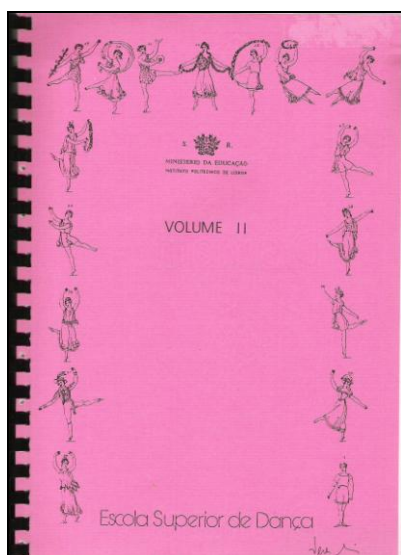 S. R.
MINISTÉRIO DA EDUCAÇÃO
INSTITUTO POLITÉCNICO DE LISBOA
VOLUME II
Escola Superior de Dança